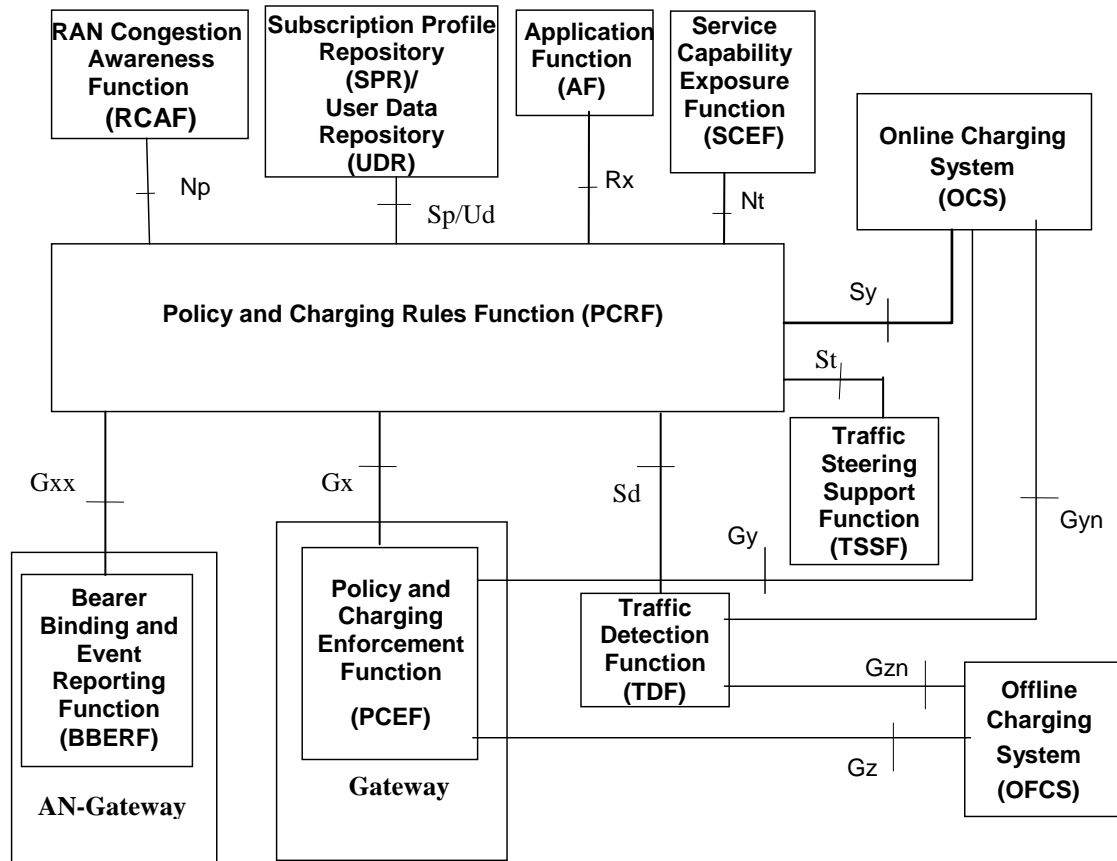 RAN Congestion
Awareness
Function
(RCAF)
Subscription Profile
Repository
(SPR)/
User Data
Repository
(UDR)
Application
Function
(AF)
Service
Capability
Exposure
Function
(SCEF)
Online Charging
System
(OCS)
Np
Sp/Ud
Rx
Nt
Policy and Charging Rules Function (PCRF)
Sy
St
Traffic
Steering
Support
Function
(TSSF)
Gxx
Gx
Sd
Gy
Gyn
Bearer
Binding and
Event
Reporting
Function
(BBERF)
AN-Gateway
Policy and
Charging
Enforcement
Function
(PCEF)
Gateway
Traffic
Detection
Function
(TDF)
Gzn
Gz
Offline
Charging
System
(OFCS)